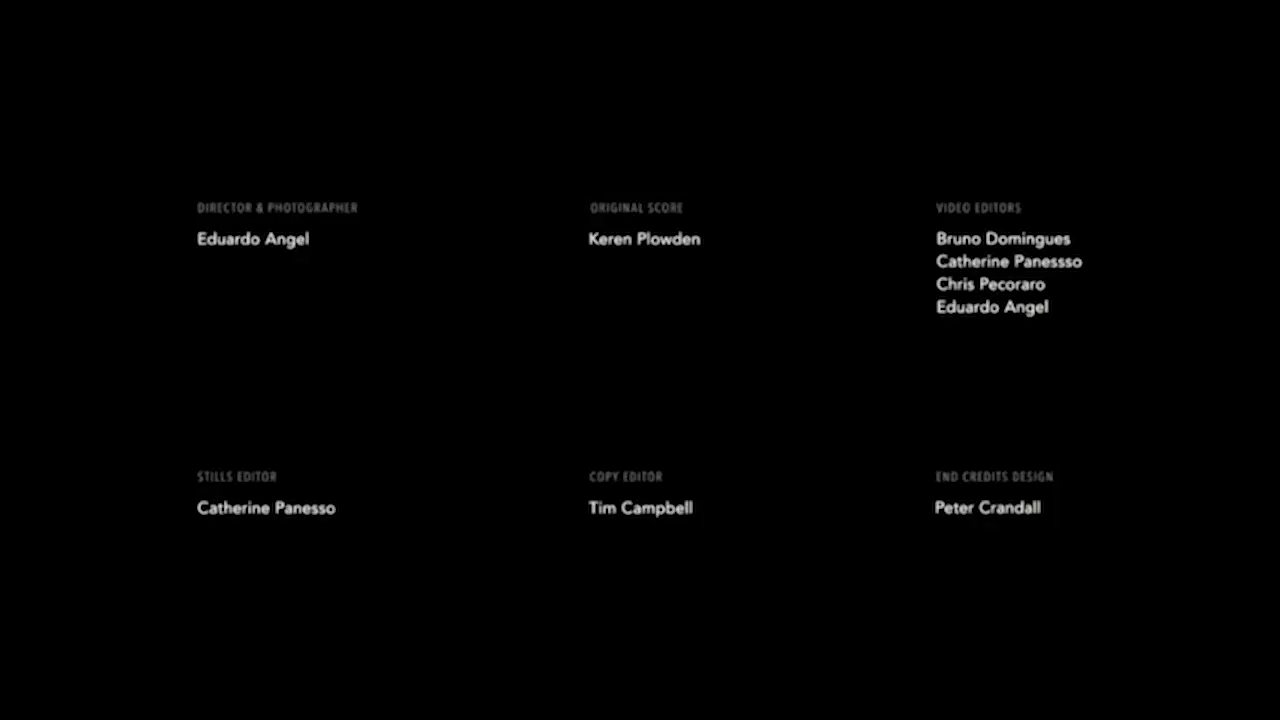 DIRECTOR & PHOTOGRAPHER
Eduardo Angel
ORIGINAL SCORE
Keren Plowden
VIDEO EDITORS
Bruno Domingues
Catherine Panessso
Chris Pecoraro
Eduardo Angel
STILLS EDITOR
Catherine Panesso
COPY EDITOR
Tim Campbell
END CREDITS DESIGN
Peter Crandall